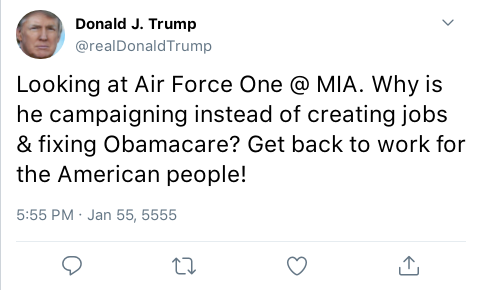 Donald J. Trump
@realDonaldTrump
Looking at Air Force One @ MIA. Why is
he campaigning instead of creating jobs
& fixing Obamacare? Get back to work for
the American people!
5:55 PM · Jan 55, 5555